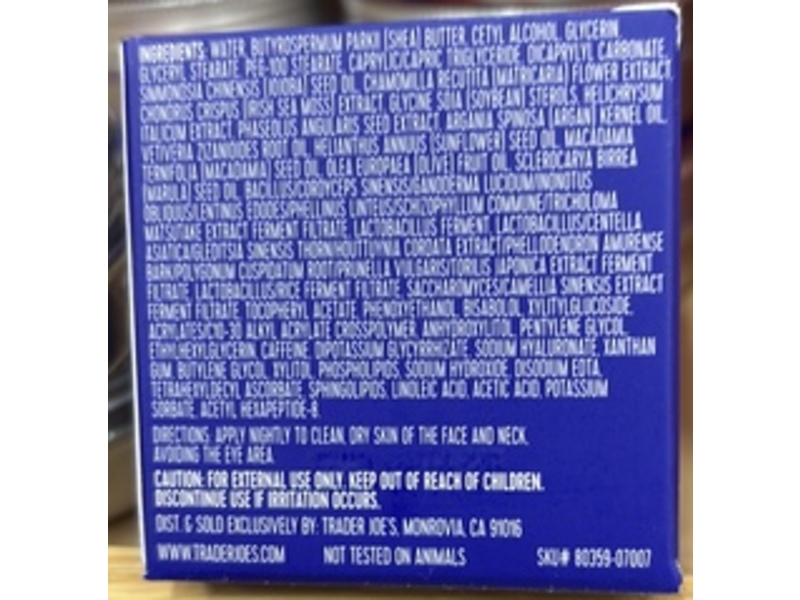 INGREDIENTS: WATER, BUTYROSPERMUM PARKII (SHEA) BUTTER, CETYL ALCOHOL, GLYCERIN,
GLYCERYL STEARATE, PEG-100 STEARATE, CAPRYLIC/CAPRIC TRIGLYCERIDE, DICAPRYLYL CARBONATE,
SIMMONDSIA CHINENSIS (JOJOBA) SEED OIL, CHAMOMILLA RECUTITA (MATRICARIA) FLOWER EXTRACT,
CHONDRUS CRISPUS (IRISH SEA MOSS) EXTRACT, GLYCINE SOJA (SOYBEAN) STEROLS, HELICHRYSUM
ITALICUM EXTRACT, PHASEOLUS ANGULARIS SEED EXTRACT, ARGANIA SPINOSA (ARGAN) KERNEL OIL,
VETIVERIA ZIZANOIDES ROOT OIL, HELIANTHUS ANNUUS (SUNFLOWER) SEED OIL, MACADAMIA
TERNIFOLIA (MACADAMIA) SEED OIL, OLEA EUROPAEA (OLIVE) FRUIT OIL, SCLEROCARYA BIRREA
(MARULA) SEED OIL, BACILLUS/CORDYCEPS SINENSIS/GANODERMA LUCIDUM/INONOTUS
OBLIQUUS/LENTINUS EDODES/PHELLINUS LINTEUS/SCHIZOPHYLLUM COMMUNE/TRICHOLOMA
MATSUTAKE EXTRACT FERMENT FILTRATE, LACTOBACILLUS FERMENT, LACTOBACILLUS/CENTELLA
ASIATICA/GLEDITSIA SINENSIS THORN/HOUTTUYNIA CORDATA EXTRACT/PHELLODENDRON AMURENSE
BARK/POLYGONUM CUSPIDATUM ROOT/PRUNELLA VULGARIS/TORILIS JAPONICA EXTRACT FERMENT
FILTRATE, LACTOBACILLUS/RICE FERMENT FILTRATE, SACCHAROMYCES/CAMELLIA SINENSIS EXTRACT
FERMENT FILTRATE, TOCOPHERYL ACETATE, PHENOXYETHANOL, BISABOLOL, XYLITYLGLUCOSIDE,
ACRYLATES/C10-30 ALKYL ACRYLATE CROSSPOLYMER, ANHYDROXYLITOL, PENTYLENE GLYCOL,
ETHYLHEXYLGLYCERIN, CAFFEINE, DIPOTASSIUM GLYCYRRHIZATE, SODIUM HYALURONATE, XANTHAN
GUM, BUTYLENE GLYCOL, XYLITOL, PHOSPHOLIPIDS, SODIUM HYDROXIDE, DISODIUM EDTA,
TETRAHEXYLDECYL ASCORBATE, SPHINGOLIPIDS, LINOLEIC ACID, ACETIC ACID, POTASSIUM
SORBATE, ACETYL HEXAPEPTIDE-8.
DIRECTIONS: APPLY NIGHTLY TO CLEAN, DRY SKIN OF THE FACE AND NECK,
AVOIDING THE EYE AREA.
CAUTION: FOR EXTERNAL USE ONLY. KEEP OUT OF REACH OF CHILDREN.
DISCONTINUE USE IF IRRITATION OCCURS.
DIST. & SOLD EXCLUSIVELY BY: TRADER JOE'S, MONROVIA, CA 91016
WWW.TRADERJOES.COM NOT TESTED ON ANIMALS SKU# 80359-07007